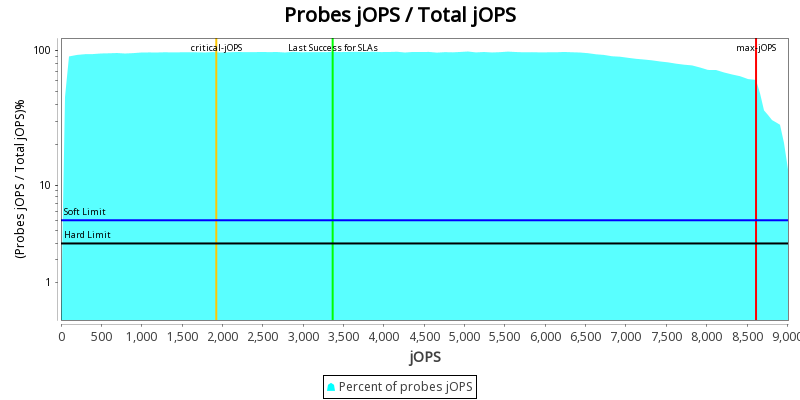 Probes jOPS / Total jOPS
(Probes jOPS / Total jOPS)%
100
10
1
critical-jOPS
Last Success for SLAs
max-jOPS
Soft Limit
Hard Limit
0 500 1,000 1,500 2,000 2,500 3,000 3,500 4,000 4,500 5,000 5,500 6,000 6,500 7,000 7,500 8,000 8,500 9,000
jOPS
Percent of probes jOPS